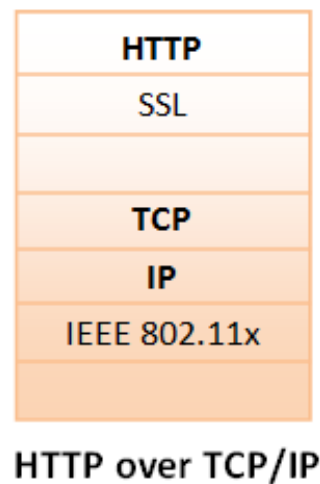 HTTP
SSL
TCP
IP
IEEE 802.11x
HTTP over TCP/IP